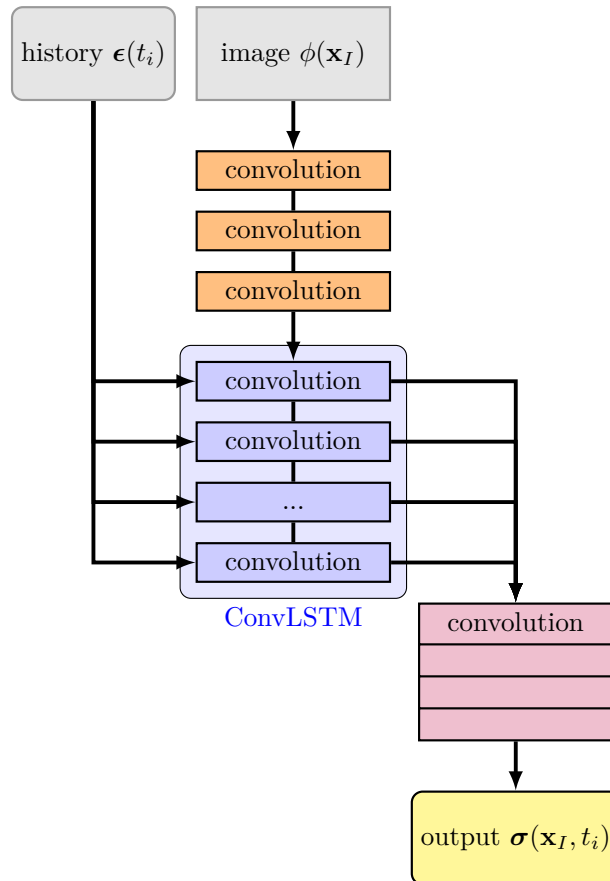 history ϵ(tᵢ)
image ϕ(x_I)
convolution
convolution
convolution
convolution
convolution
...
convolution
ConvLSTM
convolution
output σ(x_I, tᵢ)